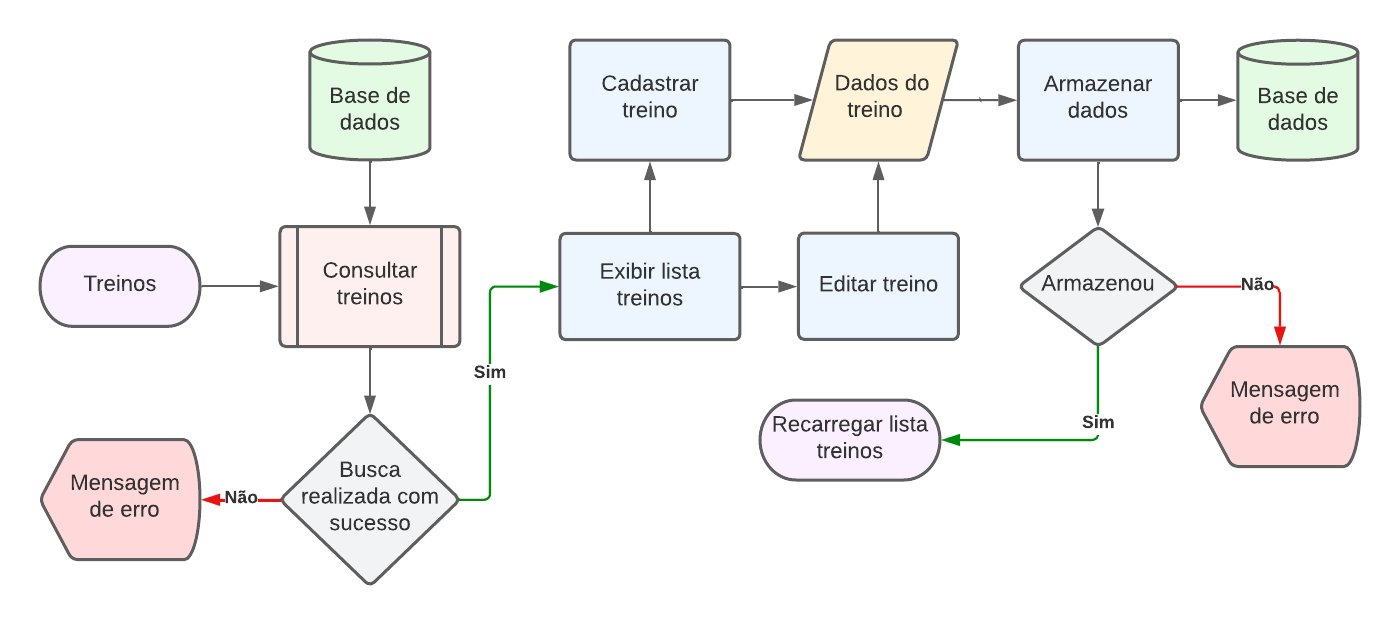 Base de
dados
Cadastrar
treino
Dados do
treino
Armazenar
dados
Base de
dados
Treinos
Consultar
treinos
Exibir lista
treinos
Editar treino
Armazenou
Não
Sim
Mensagem
de erro
Recarregar lista
treinos
Sim
Mensagem
de erro
Não
Busca
realizada com
sucesso